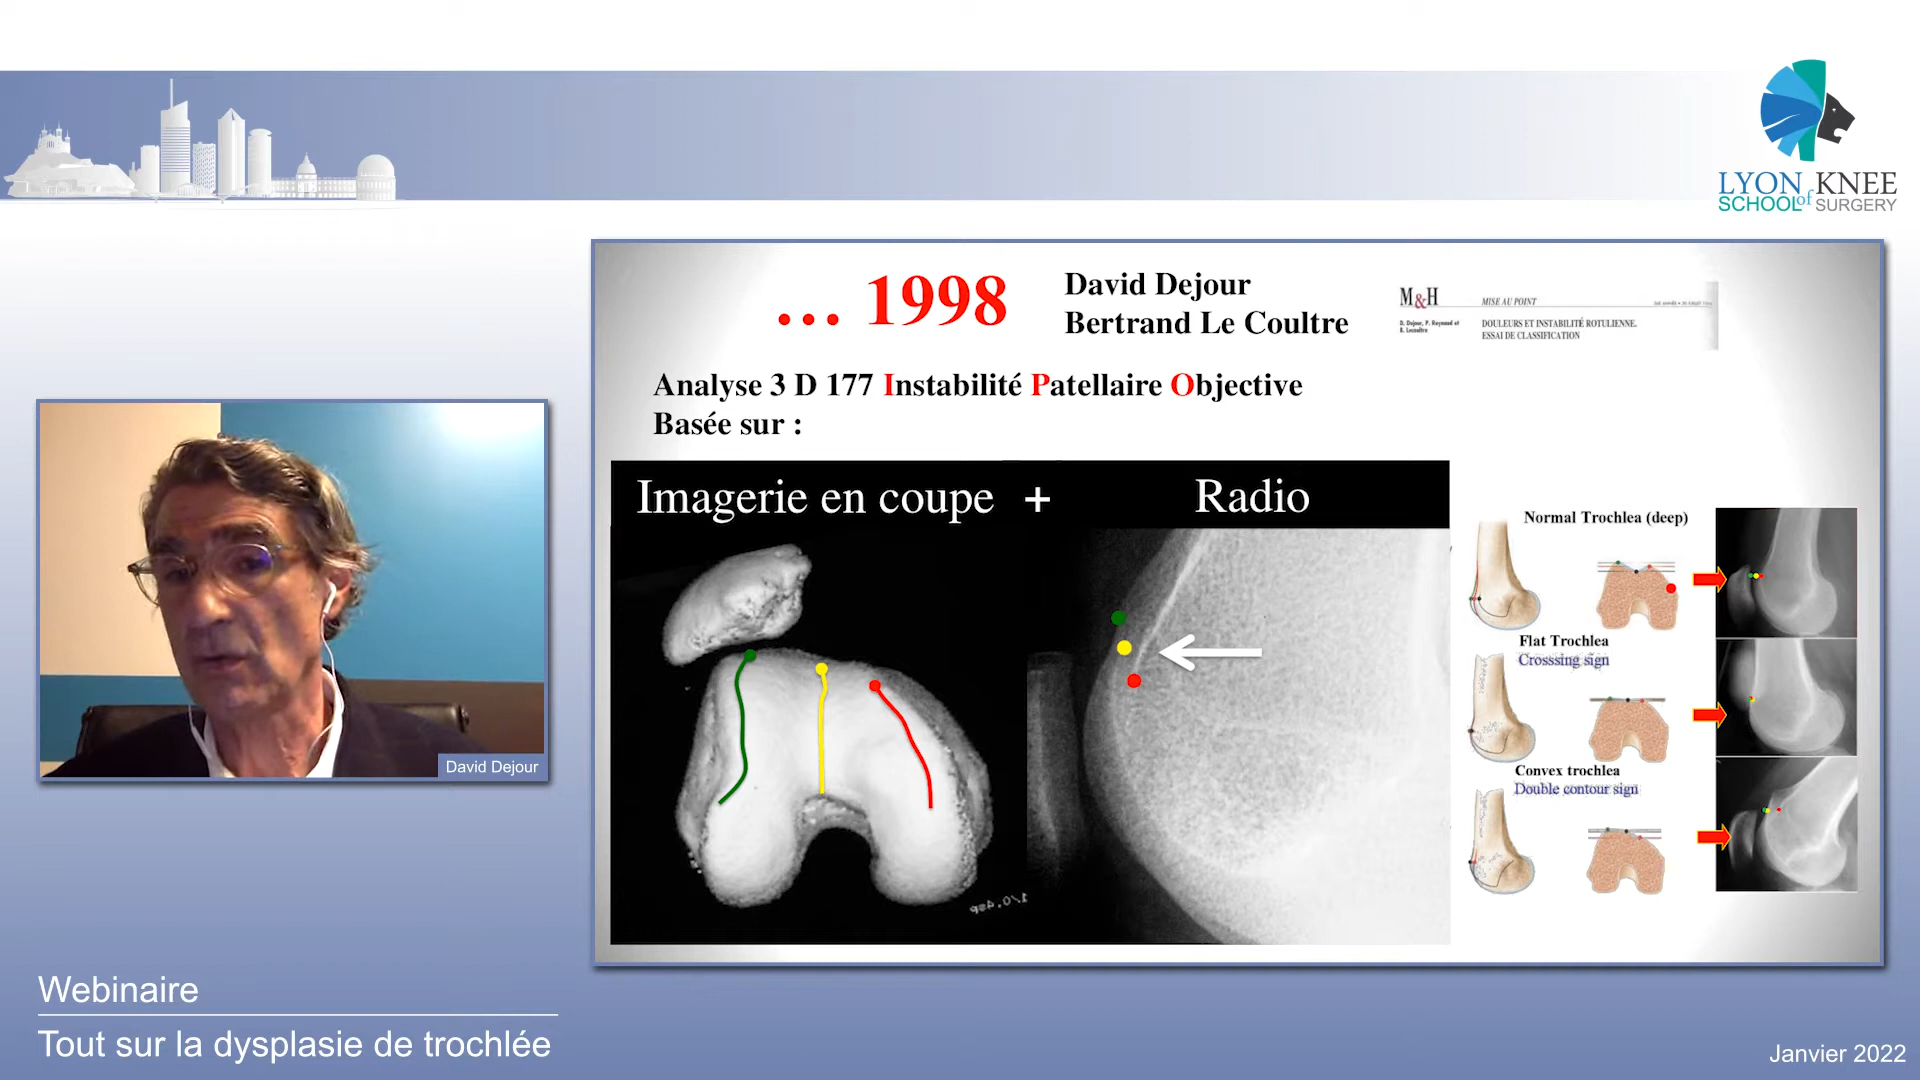 LYON KNEE
SCHOOL of SURGERY
… 1998
David Dejour
Bertrand Le Coultre
M&H
MISE AU POINT
D. Dejour, P. Reynaud et
B. Lecoultre
DOULEURS ET INSTABILITÉ ROTULIENNE.
ESSAI DE CLASSIFICATION
Analyse 3 D 177 Instabilité Patellaire Objective
Basée sur :
Imagerie en coupe + Radio
Normal Trochlea (deep)
Flat Trochlea
Crosssing sign
Convex trochlea
Double contour sign
David Dejour
Webinaire
Tout sur la dysplasie de trochlée
Janvier 2022